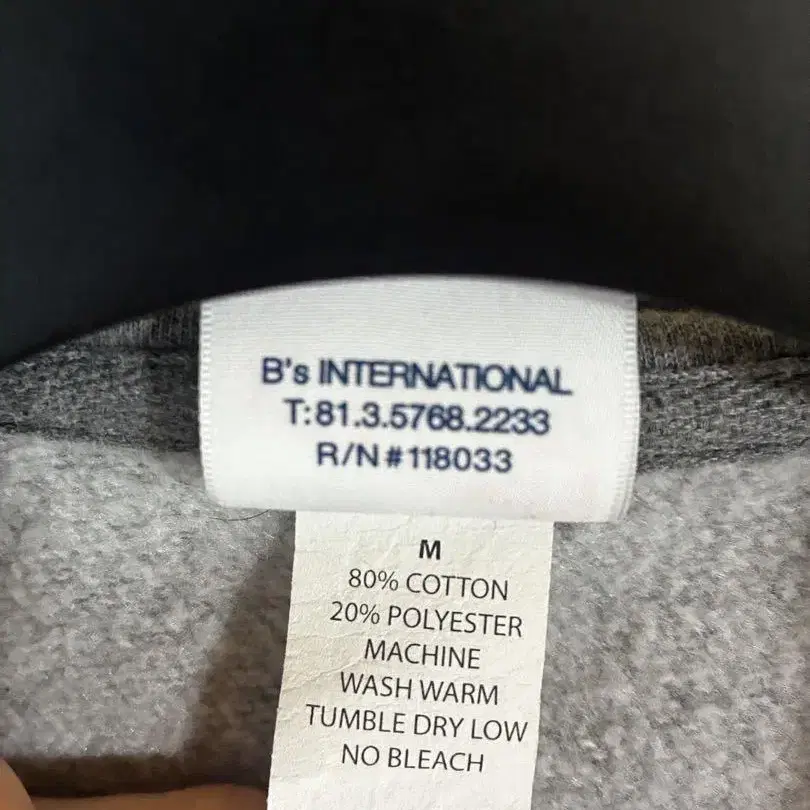 B's INTERNATIONAL
T:81.3.5768.2233
R/N#118033
M
80% COTTON
20% POLYESTER
MACHINE
WASH WARM
TUMBLE DRY LOW
NO BLEACH